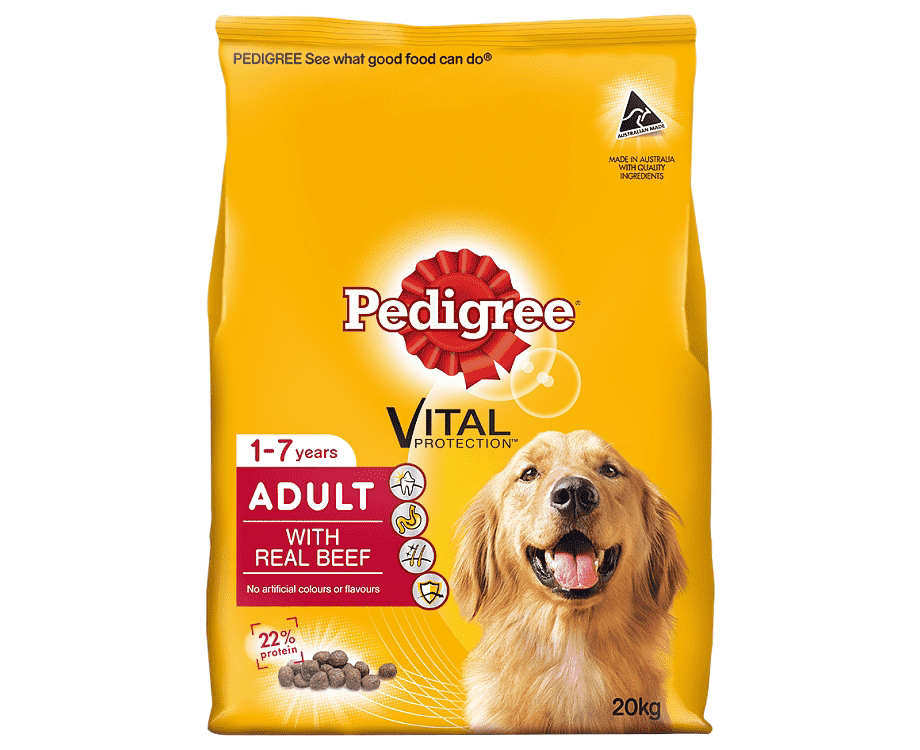 PEDIGREE See what good food can do®
AUSTRALIAN MADE
MADE IN AUSTRALIA
WITH QUALITY
INGREDIENTS
Pedigree®
VITAL
PROTECTION™
1-7 years
ADULT
WITH
REAL BEEF
No artificial colours or flavours
22%
protein
20kg